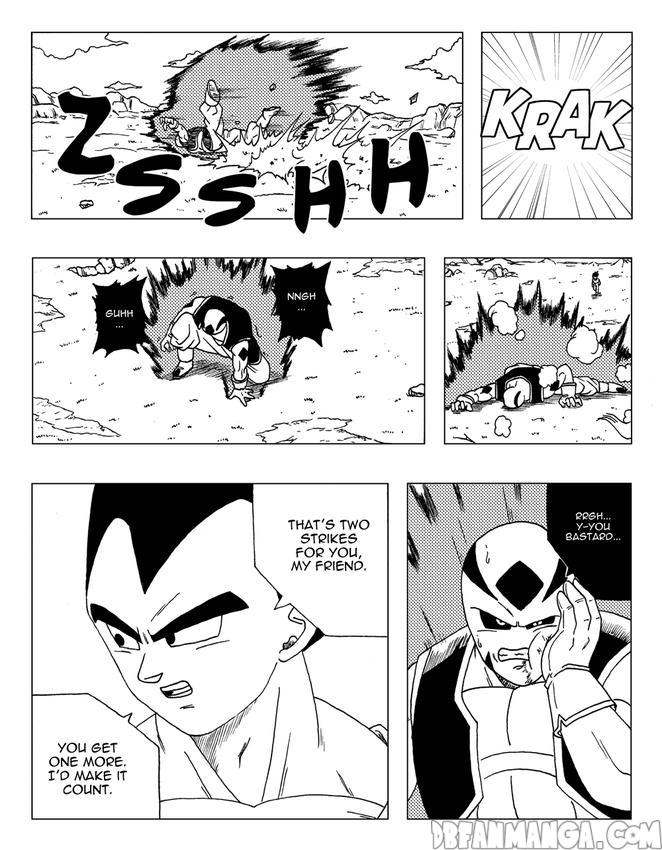 KRAK
ZSSHH
NNGH
...
GUHH
...
RRGH...
Y-YOU
BASTARD...
THAT'S TWO
STRIKES
FOR YOU,
MY FRIEND.
YOU GET
ONE MORE.
I'D MAKE IT
COUNT.
DBFANMANGA.COM